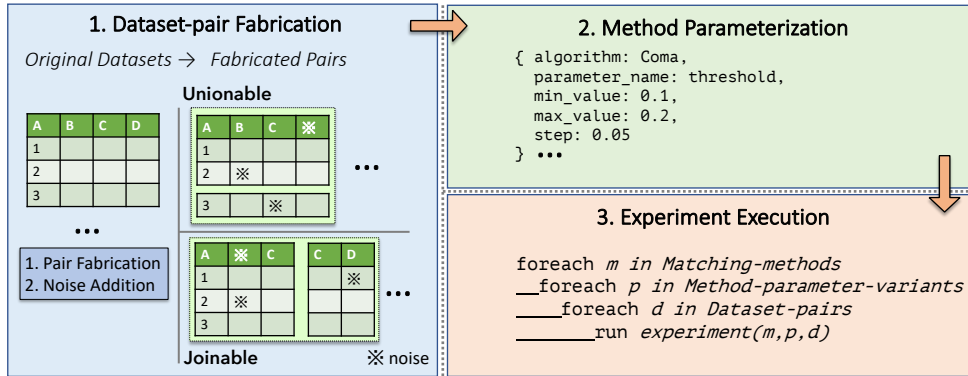 1. Dataset-pair Fabrication
Original Datasets → Fabricated Pairs
Unionable
A B C D
1
2
3
...
A B C ※
1
2 ※
3 ※
...
1. Pair Fabrication
2. Noise Addition
A ※ C
1
2 ※
3
C D
※
...
Joinable
※ noise
2. Method Parameterization
{ algorithm: Coma,
parameter_name: threshold,
min_value: 0.1,
max_value: 0.2,
step: 0.05
} •••
3. Experiment Execution
foreach m in Matching-methods
__foreach p in Method-parameter-variants
____foreach d in Dataset-pairs
_______run experiment(m,p,d)